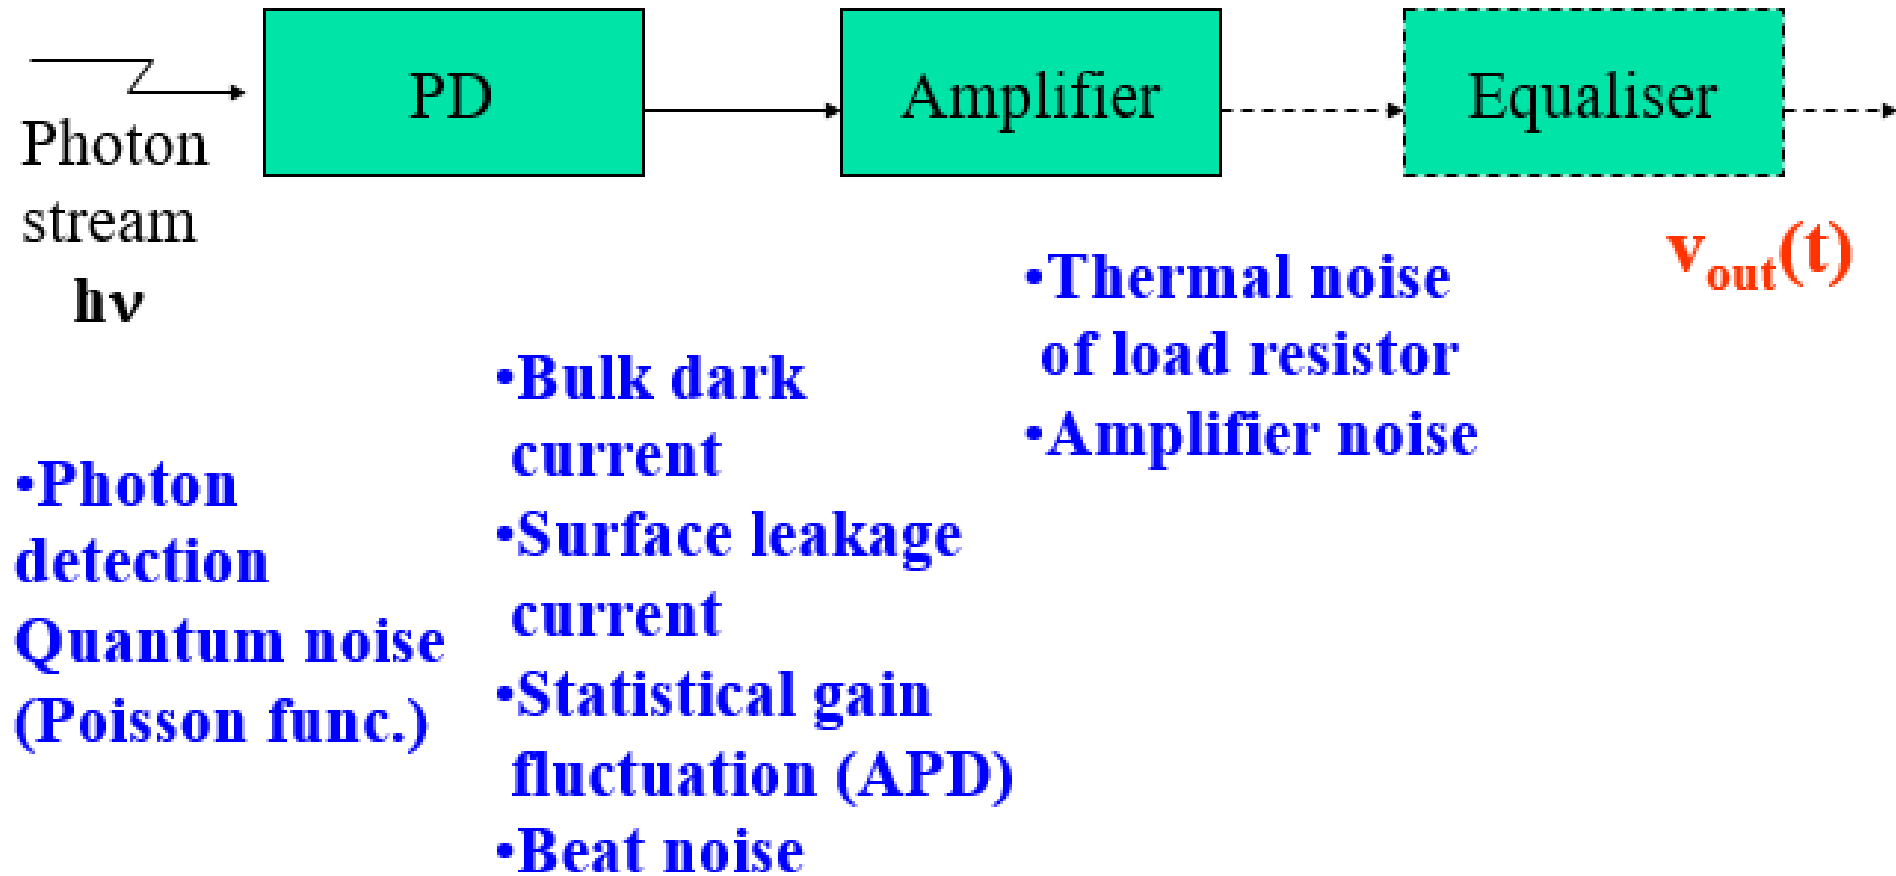 PD
Amplifier
Equaliser
Photon
stream
hν
v_out(t)
•Photon
detection
Quantum noise
(Poisson func.)
•Bulk dark
current
•Surface leakage
current
•Statistical gain
fluctuation (APD)
•Beat noise
•Thermal noise
of load resistor
•Amplifier noise